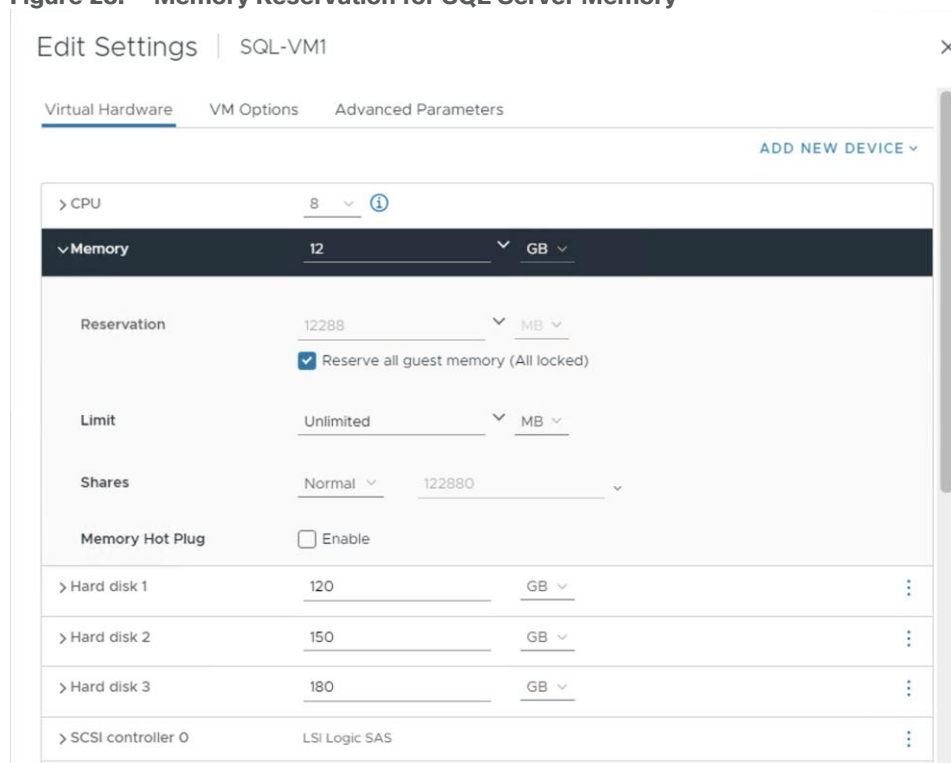 Figure 28. Memory Reservation for SQL Server Memory
Edit Settings | SQL-VM1
Virtual Hardware VM Options Advanced Parameters
ADD NEW DEVICE
CPU 8
Memory 12 GB
Reservation 12288 MB
Reserve all guest memory (All locked)
Limit Unlimited MB
Shares Normal 122880
Memory Hot Plug Enable
Hard disk 1 120 GB
Hard disk 2 150 GB
Hard disk 3 180 GB
SCSI controller 0 LSI Logic SAS